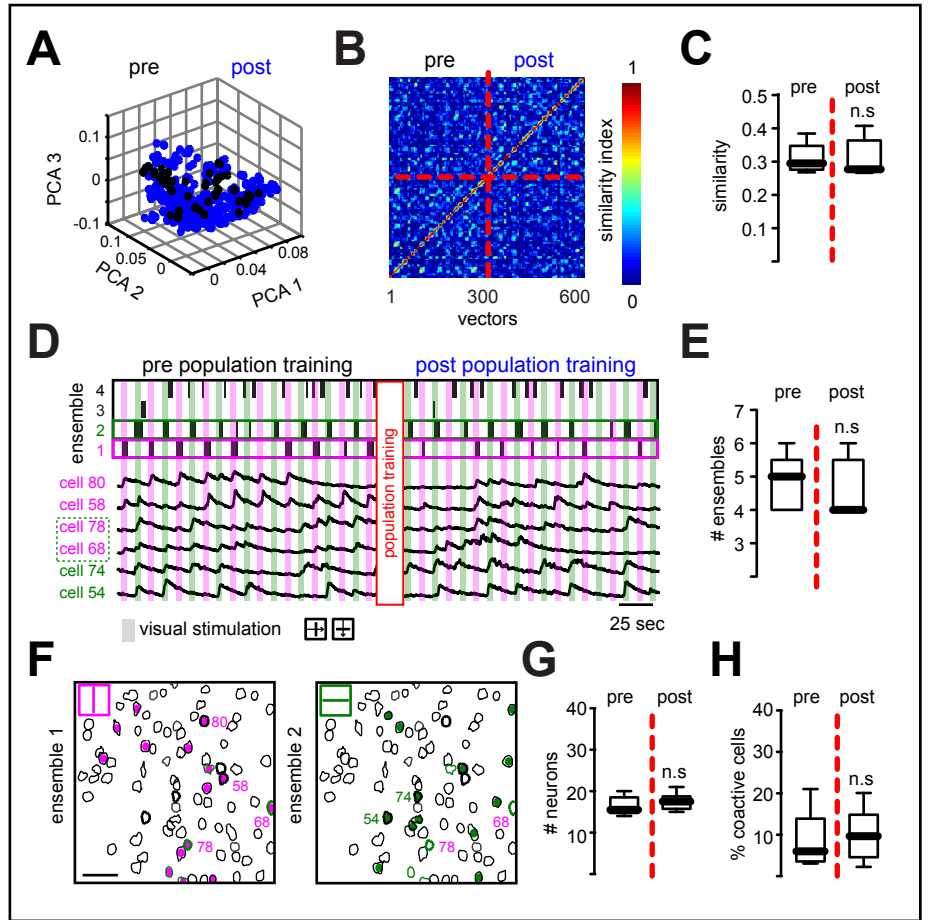 A
pre
post
PCA 3
0.1
0
-0.1
0.1
0.05
0
PCA 2
0
0.04
0.08
PCA 1
B
pre
post
1
300
600
vectors
similarity index
1
0
C
pre
post
n.s
similarity
0.5
0.4
0.3
0.2
0.1
D
pre population training
post population training
ensemble
4
3
2
1
population training
cell 80
cell 58
cell 78
cell 68
cell 74
cell 54
visual stimulation
25 sec
E
pre
post
n.s
# ensembles
7
6
5
4
3
F
ensemble 1
80
58
68
78
ensemble 2
74
54
68
78
G
pre
post
n.s
# neurons
40
30
20
10
H
pre
post
n.s
% coactive cells
40
30
20
10